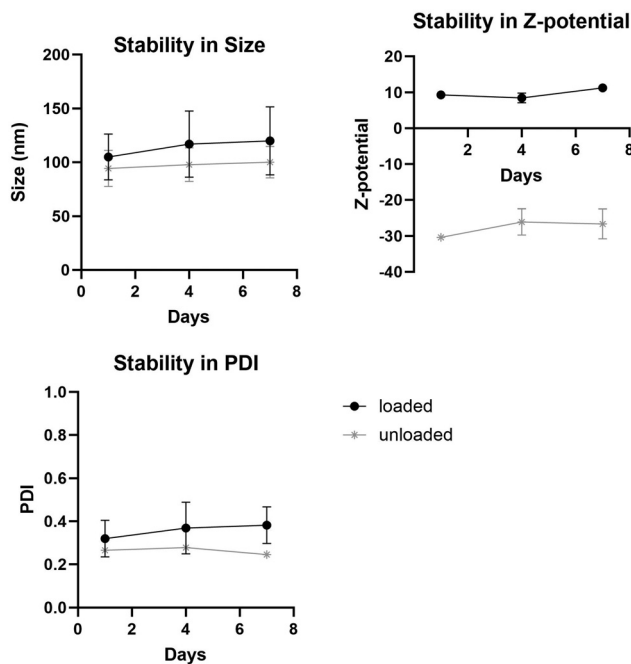 Stability in Size
200
150
100
50
0
Size (nm)
0 2 4 6 8
Days
Stability in Z-potential
20
10
0
-10
-20
-30
-40
Z-potential
2 4 6 8
Days
Stability in PDI
1.0
0.8
0.6
0.4
0.2
0.0
PDI
0 2 4 6 8
Days
loaded
unloaded